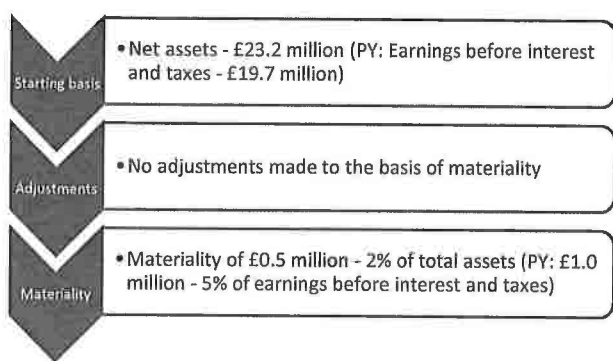 Starting basis
• Net assets - £23.2 million (PY: Earnings before interest
and taxes - £19.7 million)
Adjustments
• No adjustments made to the basis of materiality
Materiality
• Materiality of £0.5 million - 2% of total assets (PY: £1.0
million - 5% of earnings before interest and taxes)